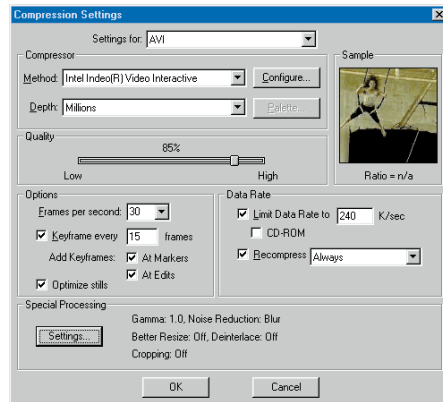 Compression Settings
Settings for: AVI
Compressor
Method: Intel Indeo(R) Video Interactive
Configure...
Depth: Millions
Palette...
Sample
Ratio = n/a
Quality
85%
Low High
Options
Frames per second: 30
Keyframe every 15 frames
Add Keyframes: At Markers
At Edits
Optimize stills
Data Rate
Limit Data Rate to 240 K/sec
CD-ROM
Recompress Always
Special Processing
Settings...
Gamma: 1.0, Noise Reduction: Blur
Better Resize: Off, Deinterlace: Off
Cropping: Off
OK Cancel